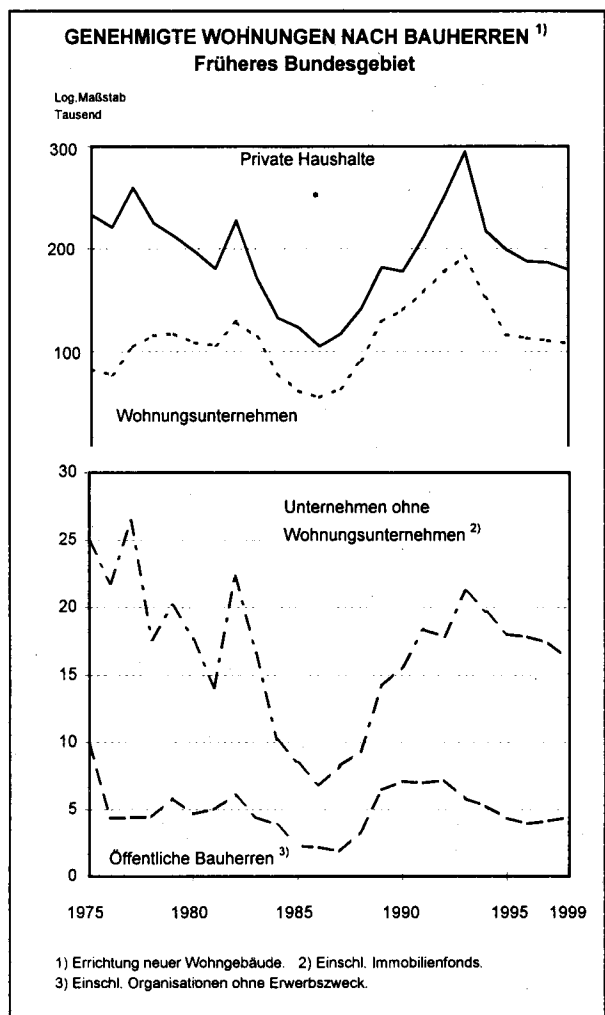 GENEHMIGTE WOHNUNGEN NACH BAUHERREN 1)
Früheres Bundesgebiet
Log.Maßstab
Tausend
300
Private Haushalte
200
100
Wohnungsunternehmen
30
Unternehmen ohne
Wohnungsunternehmen 2)
25
20
15
10
5
Öffentliche Bauherren 3)
0
1975 1980 1985 1990 1995 1999
1) Errichtung neuer Wohngebäude. 2) Einschl. Immobilienfonds.
3) Einschl. Organisationen ohne Erwerbszweck.